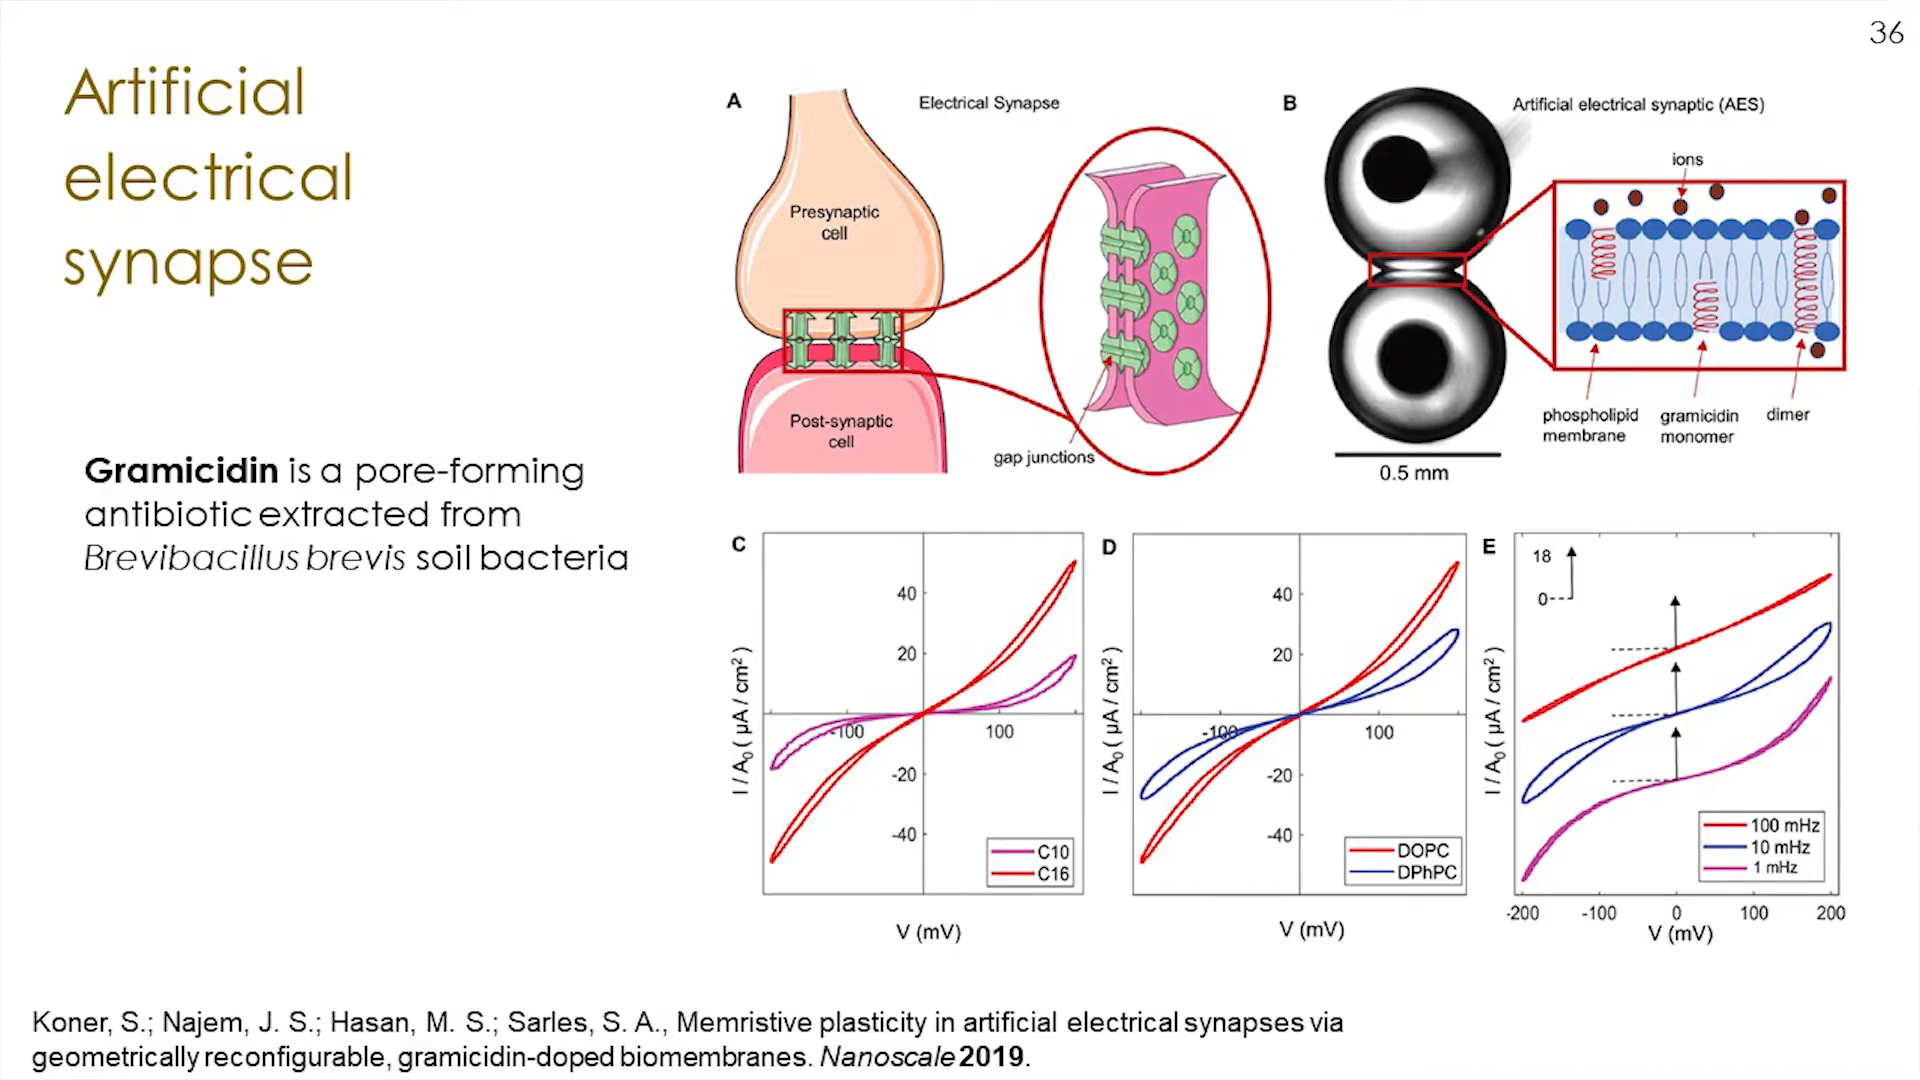 36
Artificial
electrical
synapse
Gramicidin is a pore-forming
antibiotic extracted from
Brevibacillus brevis soil bacteria
A
Electrical Synapse
Presynaptic
cell
Post-synaptic
cell
gap junctions
B
Artificial electrical synaptic (AES)
ions
phospholipid
membrane
gramicidin
monomer
dimer
0.5 mm
C
I / A0 ( µA / cm2 )
40
20
-100
100
-20
-40
C10
C16
V (mV)
D
I / A0 ( µA / cm2 )
40
20
-100
100
-20
-40
DOPC
DPhPC
V (mV)
E
18
0
I / A0 ( µA / cm2 )
100 mHz
10 mHz
1 mHz
-200
-100
0
100
200
V (mV)
Koner, S.; Najem, J. S.; Hasan, M. S.; Sarles, S. A., Memristive plasticity in artificial electrical synapses via
geometrically reconfigurable, gramicidin-doped biomembranes. Nanoscale 2019.